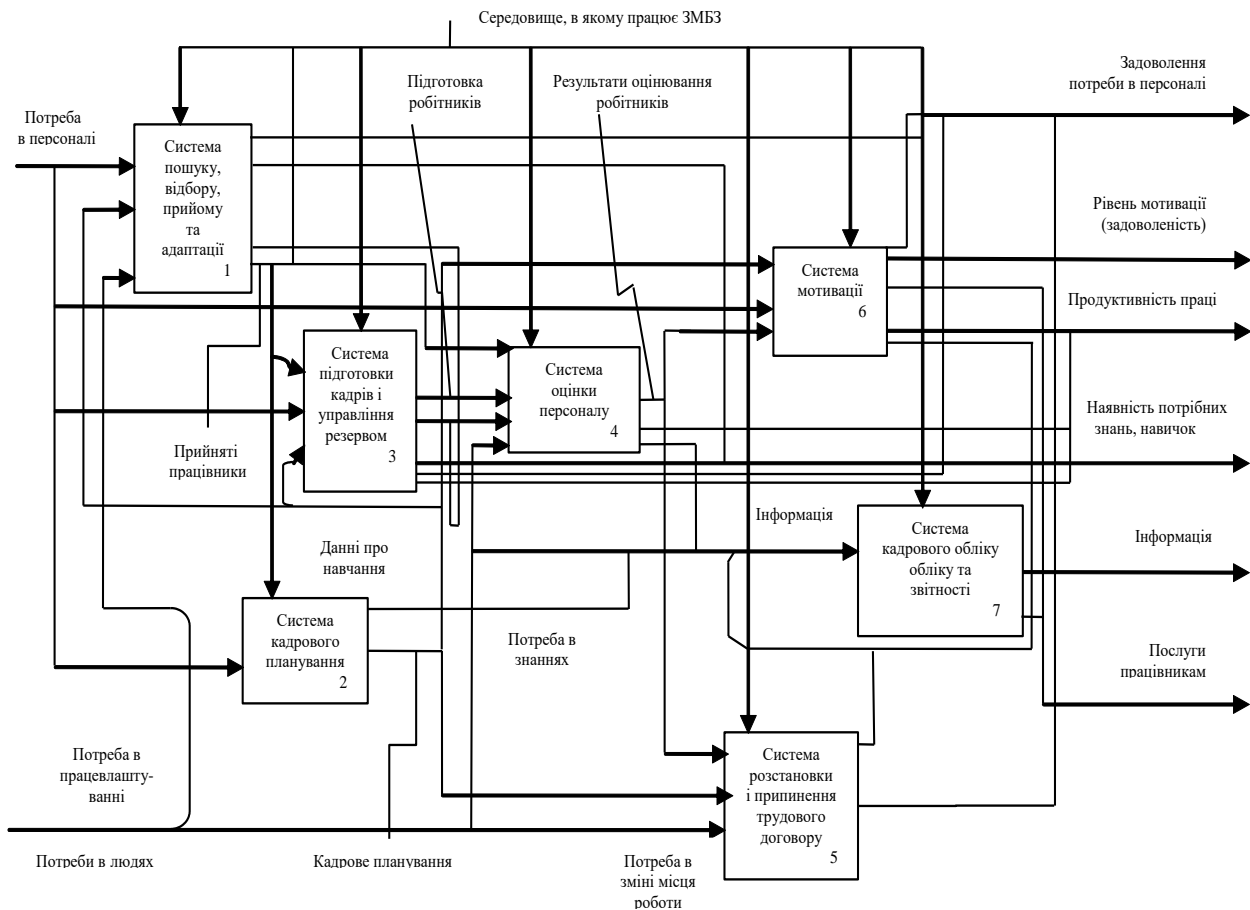 Середовище, в якому працює ЗМБЗ
Підготовка
робітників
Результати оцінювання
робітників
Задоволення
потреби в персоналі
Потреба
в персоналі
Система
пошуку,
відбору,
прийому
та
адаптації
1
Рівень мотивації
(задоволеність)
Система
мотивації
6
Продуктивність праці
Система
підготовки
кадрів і
управління
резервом
3
Система
оцінки
персоналу
4
Наявність потрібних
знань, навичок
Прийняті
працівники
Інформація
Система
кадрового обліку
обліку та
звітності
7
Інформація
Данні про
навчання
Система
кадрового
планування
2
Потреба в
знаннях
Послуги
працівникам
Потреба в
працевлашту-
ванні
Система
розстановки
і припинення
трудового
договору
5
Потреби в людях
Кадрове планування
Потреба в
зміні місця
роботи